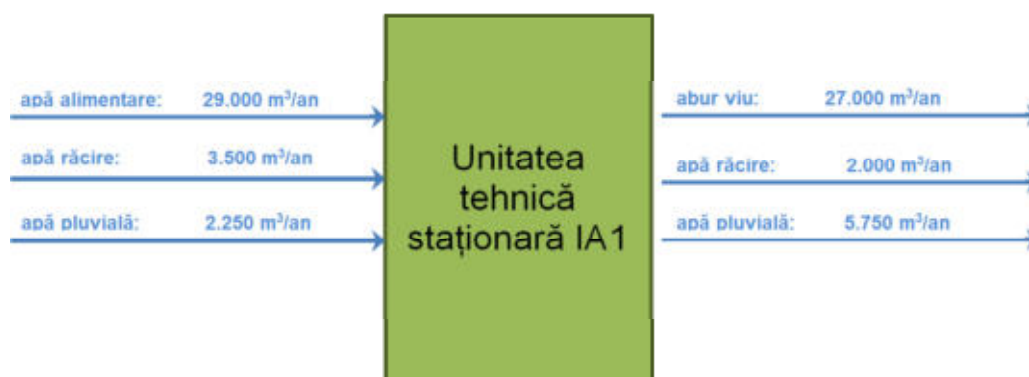 apă alimentare: 29.000 m³/an
apă răcire: 3.500 m³/an
apă pluvială: 2.250 m³/an
Unitatea
tehnică
staționară IA1
abur viu: 27.000 m³/an
apă răcire: 2.000 m³/an
apă pluvială: 5.750 m³/an